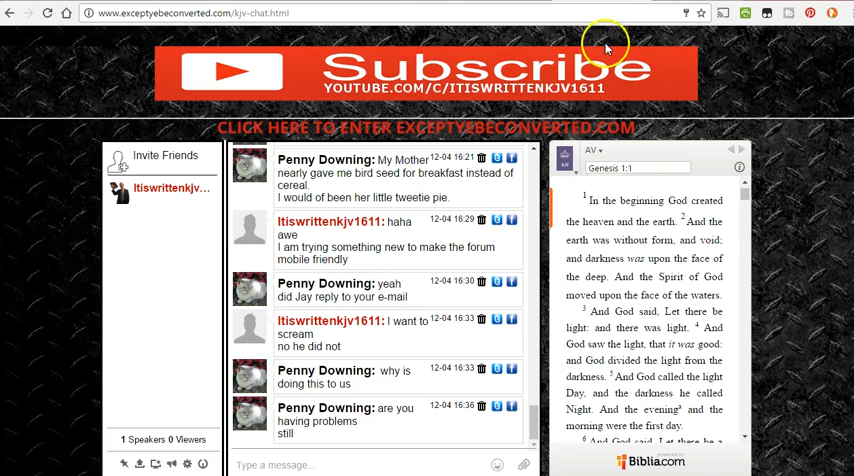 www.exceptyebeconverted.com/kjv-chat.html
Subscribe
YOUTUBE.COM/C/ITISWRITTENKJV1611
CLICK HERE TO ENTER EXCEPTYEBECONVERTED.COM
Invite Friends
Itiswrittenkjv...
1 Speakers 0 Viewers
Penny Downing: My Mother 12-04 16:21
nearly gave me bird seed for breakfast instead of
cereal.
I would of been her little tweetie pie.
Itiswrittenkjv1611: haha 12-04 16:29
awe
I am trying something new to make the forum
mobile friendly
Penny Downing: yeah 12-04 16:30
did Jay reply to your e-mail
Itiswrittenkjv1611: I want to 12-04 16:33
scream
no he did not
Penny Downing: why is 12-04 16:33
doing this to us
Penny Downing: are you 12-04 16:36
having problems
still
Type a message...
KJV
AV
Genesis 1:1
1 In the beginning God created
the heaven and the earth. 2 And the
earth was without form, and void;
and darkness was upon the face of
the deep. And the Spirit of God
moved upon the face of the waters.
3 And God said, Let there be
light: and there was light. 4 And
God saw the light, that it was good:
and God divided the light from the
darkness. 5 And God called the light
Day, and the darkness he called
Night. And the evening a and the
morning were the first day.
6 And God said, Let there be a
powered by
Biblia.com